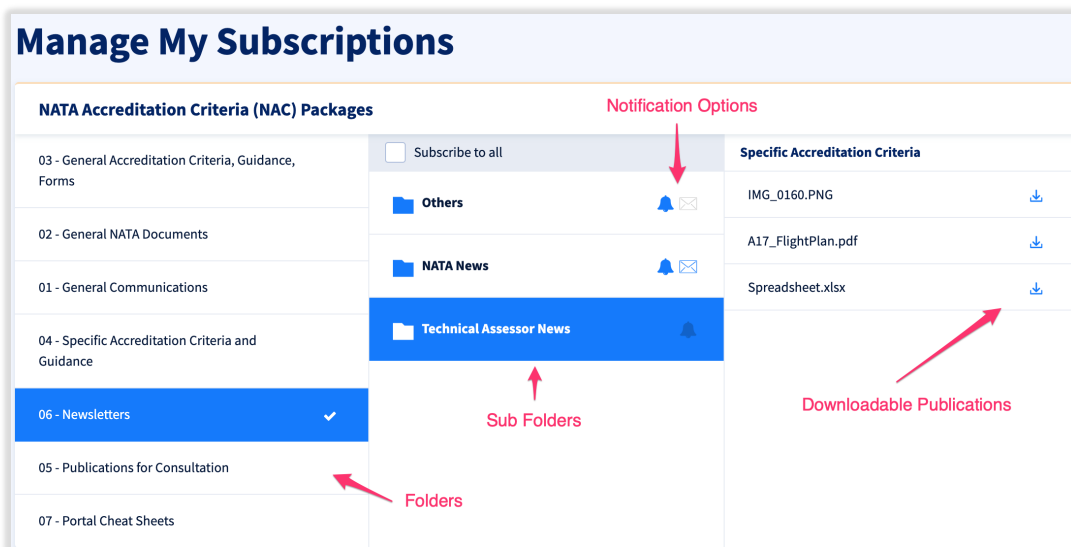 Manage My Subscriptions
NATA Accreditation Criteria (NAC) Packages
Notification Options
03 - General Accreditation Criteria, Guidance,
Forms
02 - General NATA Documents
01 - General Communications
04 - Specific Accreditation Criteria and
Guidance
06 - Newsletters
05 - Publications for Consultation
07 - Portal Cheat Sheets
Folders
Subscribe to all
Others
NATA News
Technical Assessor News
Sub Folders
Specific Accreditation Criteria
IMG_0160.PNG
A17_FlightPlan.pdf
Spreadsheet.xlsx
Downloadable Publications